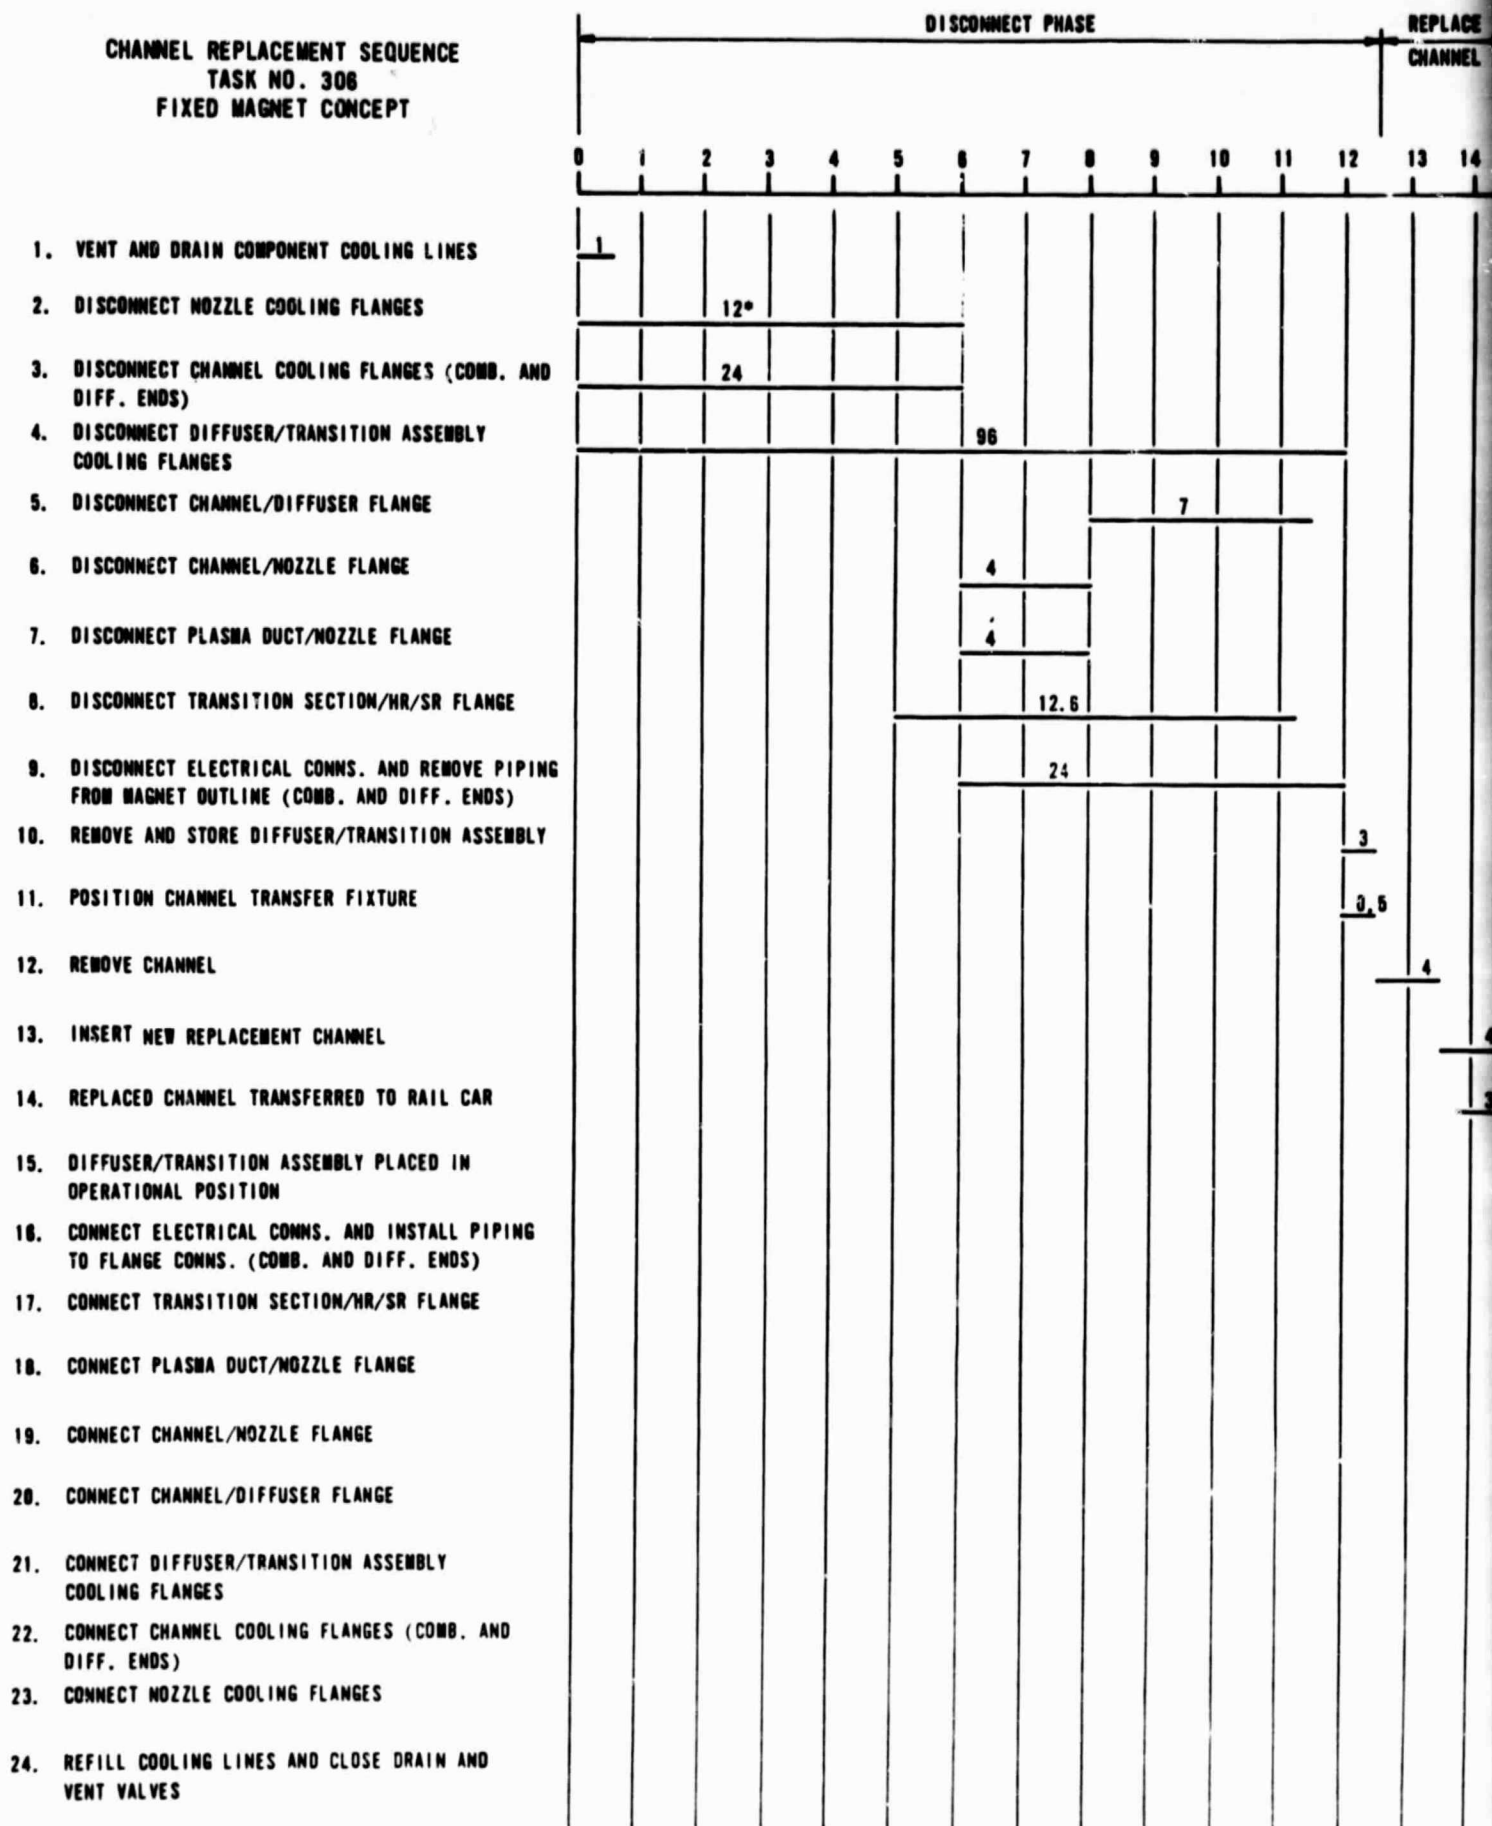 DISCONNECT PHASE
REPLACE
CHANNEL
CHANNEL REPLACEMENT SEQUENCE
TASK NO. 306
FIXED MAGNET CONCEPT
0 1 2 3 4 5 6 7 8 9 10 11 12 13 14
1. VENT AND DRAIN COMPONENT COOLING LINES
1
2. DISCONNECT NOZZLE COOLING FLANGES
12*
3. DISCONNECT CHANNEL COOLING FLANGES (COMB. AND
DIFF. ENDS)
24
4. DISCONNECT DIFFUSER/TRANSITION ASSEMBLY
COOLING FLANGES
96
5. DISCONNECT CHANNEL/DIFFUSER FLANGE
7
6. DISCONNECT CHANNEL/NOZZLE FLANGE
4
7. DISCONNECT PLASMA DUCT/NOZZLE FLANGE
4
8. DISCONNECT TRANSITION SECTION/HR/SR FLANGE
12.6
9. DISCONNECT ELECTRICAL CONNS. AND REMOVE PIPING
FROM MAGNET OUTLINE (COMB. AND DIFF. ENDS)
24
10. REMOVE AND STORE DIFFUSER/TRANSITION ASSEMBLY
3
11. POSITION CHANNEL TRANSFER FIXTURE
0.5
12. REMOVE CHANNEL
4
13. INSERT NEW REPLACEMENT CHANNEL
14. REPLACED CHANNEL TRANSFERRED TO RAIL CAR
15. DIFFUSER/TRANSITION ASSEMBLY PLACED IN
OPERATIONAL POSITION
16. CONNECT ELECTRICAL CONNS. AND INSTALL PIPING
TO FLANGE CONNS. (COMB. AND DIFF. ENDS)
17. CONNECT TRANSITION SECTION/HR/SR FLANGE
18. CONNECT PLASMA DUCT/NOZZLE FLANGE
19. CONNECT CHANNEL/NOZZLE FLANGE
20. CONNECT CHANNEL/DIFFUSER FLANGE
21. CONNECT DIFFUSER/TRANSITION ASSEMBLY
COOLING FLANGES
22. CONNECT CHANNEL COOLING FLANGES (COMB. AND
DIFF. ENDS)
23. CONNECT NOZZLE COOLING FLANGES
24. REFILL COOLING LINES AND CLOSE DRAIN AND
VENT VALVES